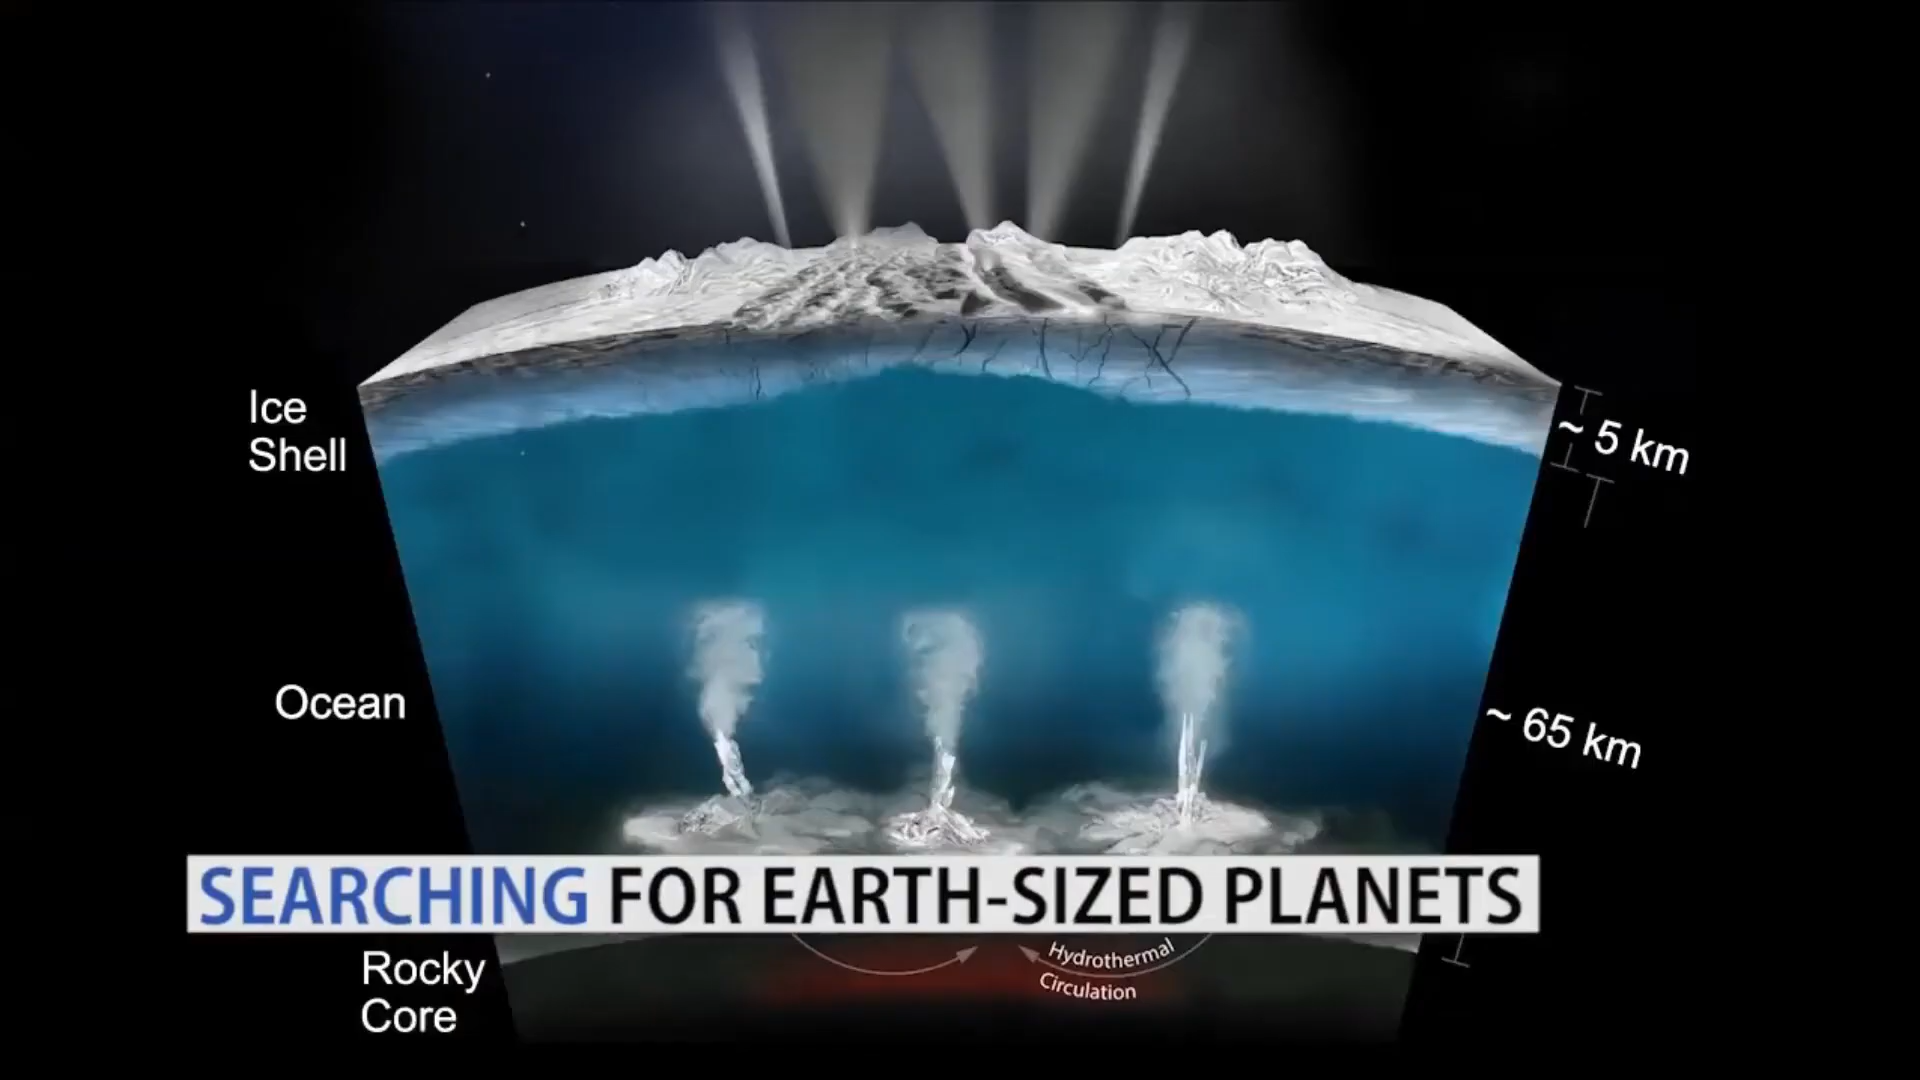 Ice
Shell
~ 5 km
Ocean
~ 65 km
SEARCHING FOR EARTH-SIZED PLANETS
Rocky
Core
Hydrothermal
Circulation